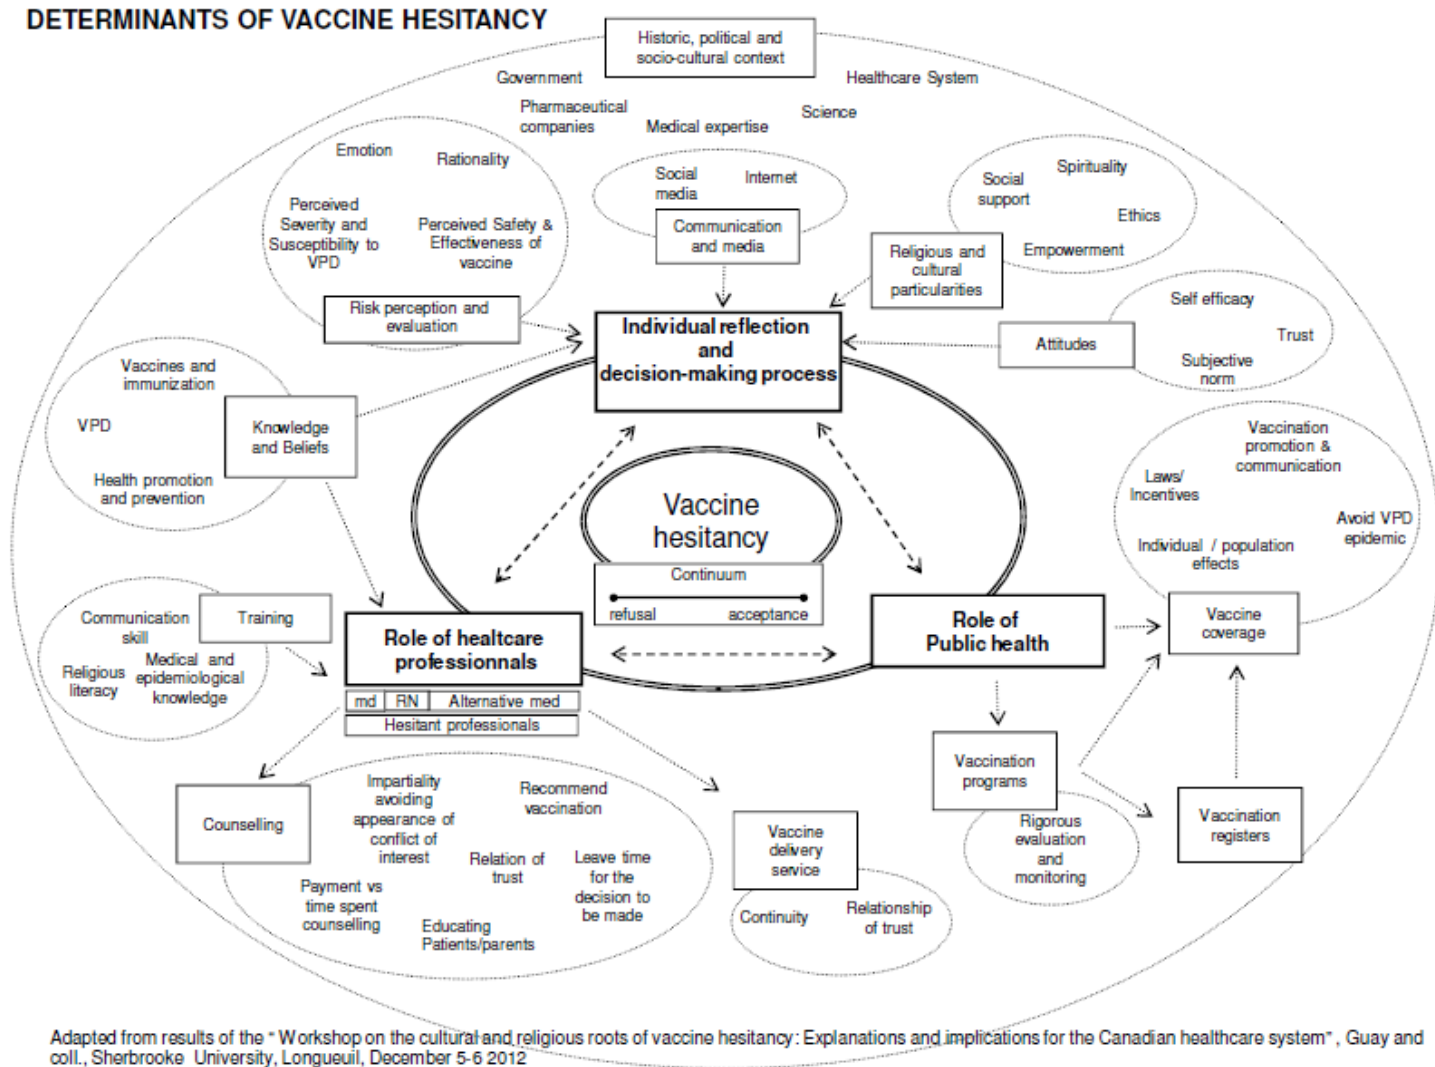 DETERMINANTS OF VACCINE HESITANCY
Historic, political and
socio-cultural context
Government
Healthcare System
Pharmaceutical
companies
Medical expertise
Science
Emotion
Rationality
Perceived
Severity and
Susceptibility to
VPD
Perceived Safety &
Effectiveness of
vaccine
Risk perception and
evaluation
Social
media
Internet
Communication
and media
Social
support
Spirituality
Ethics
Empowerment
Religious and
cultural
particularities
Self efficacy
Trust
Subjective
norm
Attitudes
Individual reflection
and
decision-making process
Vaccines and
immunization
VPD
Health promotion
and prevention
Knowledge
and Beliefs
Vaccine
hesitancy
Continuum
refusal
acceptance
Vaccination
promotion &
communication
Laws/
Incentives
Avoid VPD
epidemic
Individual / population
effects
Vaccine
coverage
Communication
skill
Religious
literacy
Medical and
epidemiological
knowledge
Training
Role of healtcare
professionnals
md
RN
Alternative med
Hesitant professionals
Role of
Public health
Counselling
Impartiality
avoiding
appearance of
conflict of
interest
Recommend
vaccination
Relation of
trust
Leave time
for the
decision to
be made
Payment vs
time spent
counselling
Educating
Patients/parents
Vaccine
delivery
service
Continuity
Relationship
of trust
Vaccination
programs
Rigorous
evaluation
and
monitoring
Vaccination
registers
Adapted from results of the " Workshop on the cultural and religious roots of vaccine hesitancy: Explanations and implications for the Canadian healthcare system" , Guay and
coll., Sherbrooke University, Longueuil, December 5-6 2012